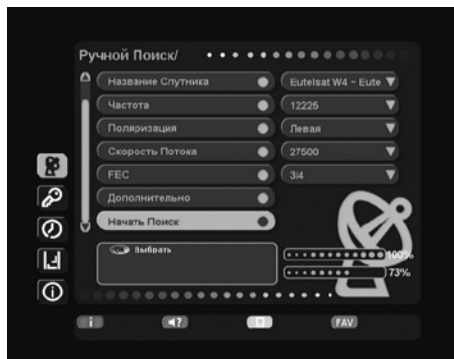 Ручной Поиск/
Название Спутника Eutelsat W4 - Eute
Частота 12225
Поляризация Левая
Скорость Потока 27500
FEC 3/4
Дополнительно
Начать Поиск
Выбрать
100%
73%
i ? FAV